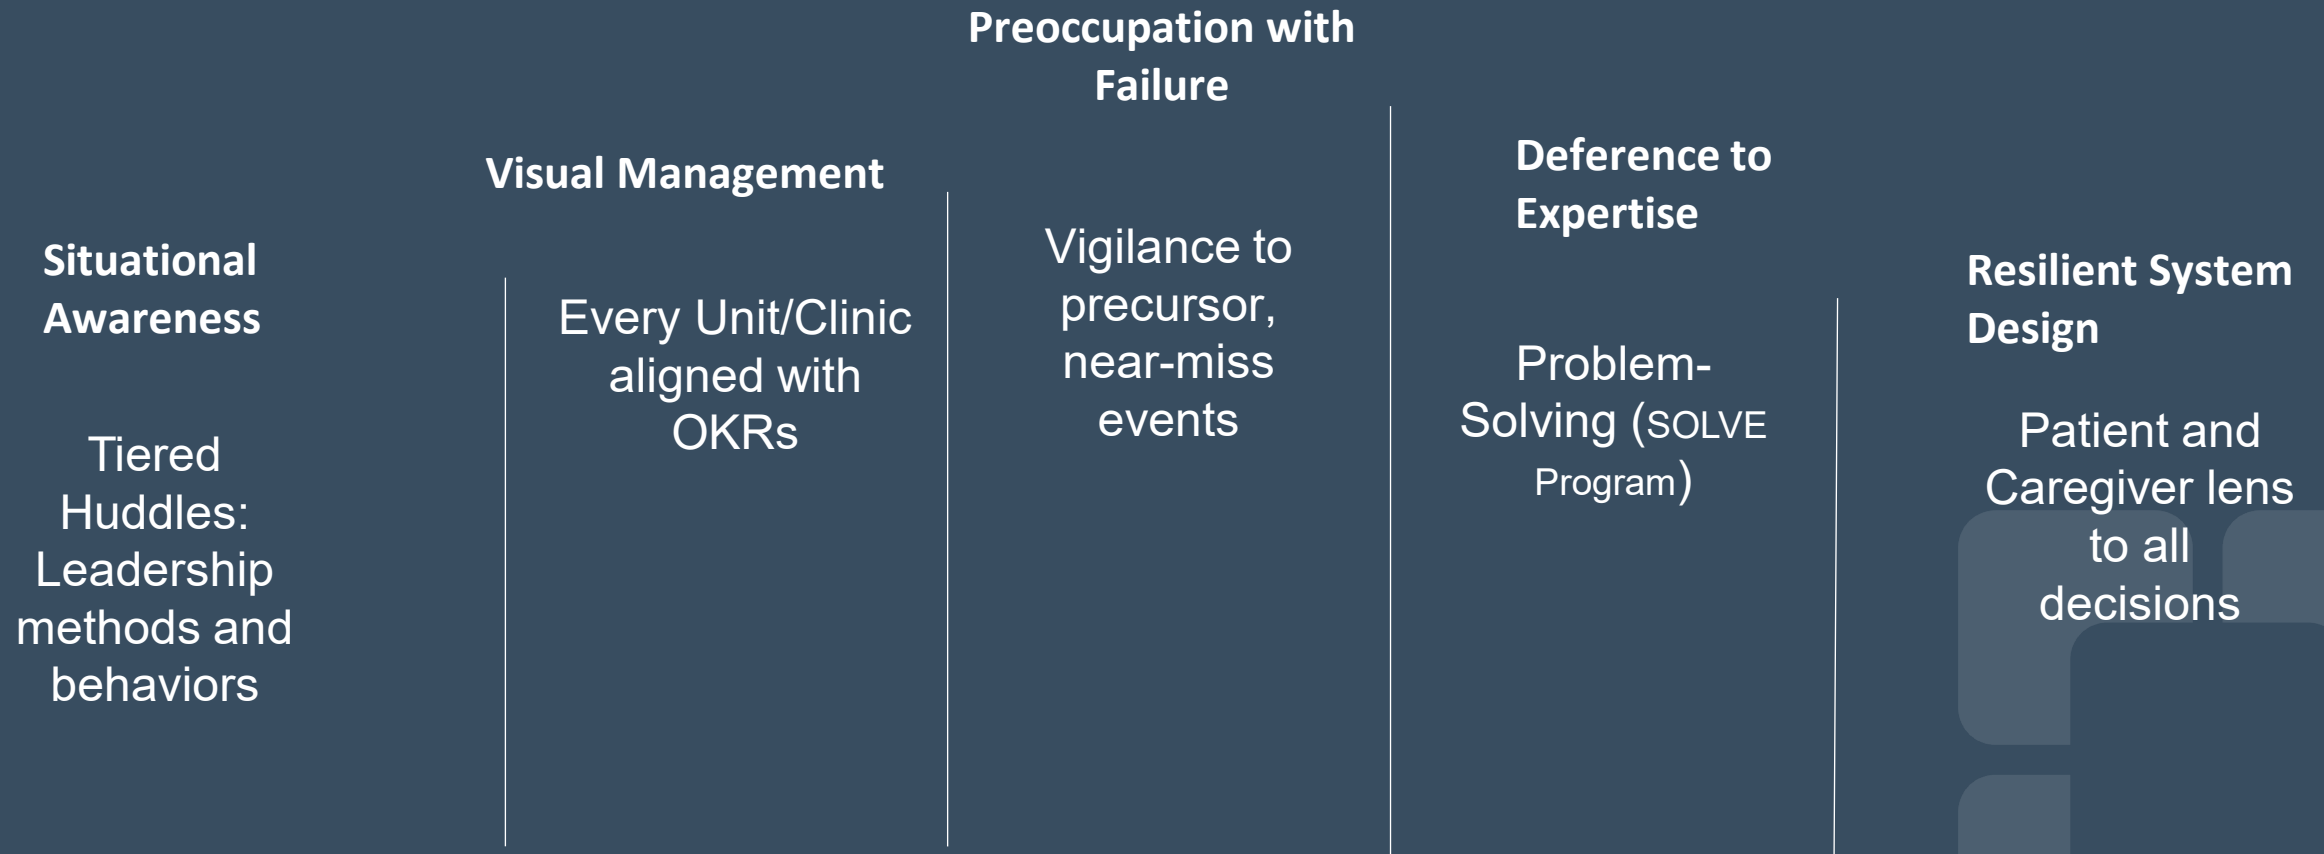 Situational
Awareness
Tiered
Huddles:
Leadership
methods and
behaviors
Visual Management
Every Unit/Clinic
aligned with
OKRs
Preoccupation with
Failure
Vigilance to
precursor,
near-miss
events
Deference to
Expertise
Problem-
Solving (SOLVE
Program)
Resilient System
Design
Patient and
Caregiver lens
to all
decisions